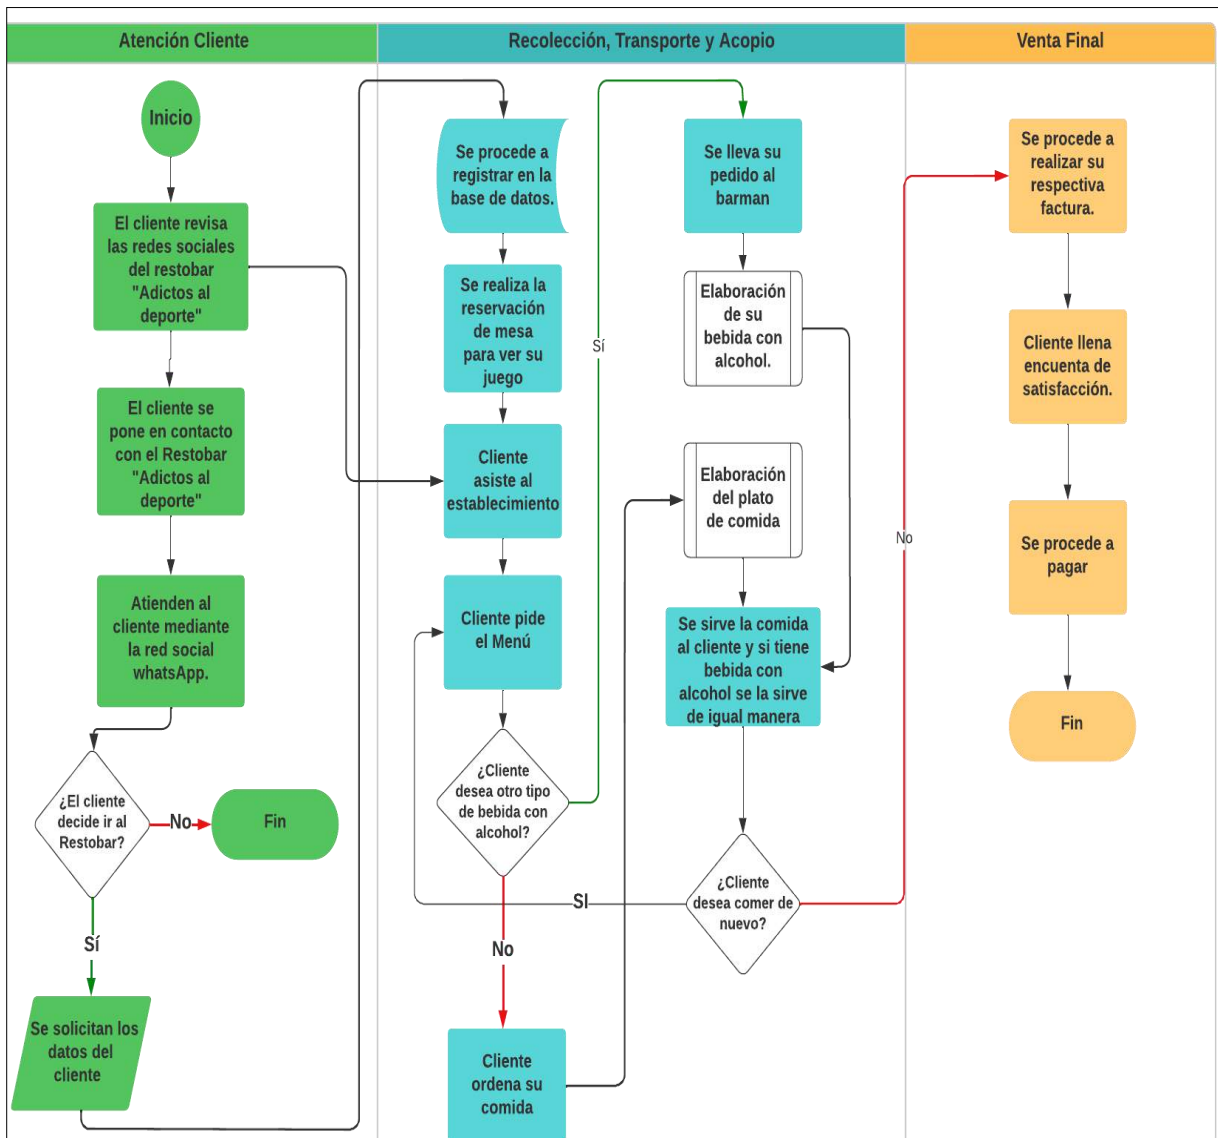 Atención Cliente
Recolección, Transporte y Acopio
Venta Final
Inicio
El cliente revisa
las redes sociales
del restobar
"Adictos al
deporte"
El cliente se
pone en contacto
con el Restobar
"Adictos al
deporte"
Atienden al
cliente mediante
la red social
whatsApp.
¿El cliente
decide ir al
Restobar?
No
Fin
Sí
Se solicitan los
datos del
cliente
Se procede a
registrar en la
base de datos.
Se realiza la
reservación
de mesa
para ver su
juego
Cliente
asiste al
establecimiento
Cliente pide
el Menú
¿Cliente
desea otro tipo
de bebida con
alcohol?
Sí
No
Cliente
ordena su
comida
Se lleva su
pedido al
barman
Elaboración
de su
bebida con
alcohol.
Elaboración
del plato
de comida
Se sirve la comida
al cliente y si tiene
bebida con
alcohol se la sirve
de igual manera
¿Cliente
desea comer de
nuevo?
SI
No
Se procede a
realizar su
respectiva
factura.
Cliente llena
encuenta de
satisfacción.
Se procede a
pagar
Fin